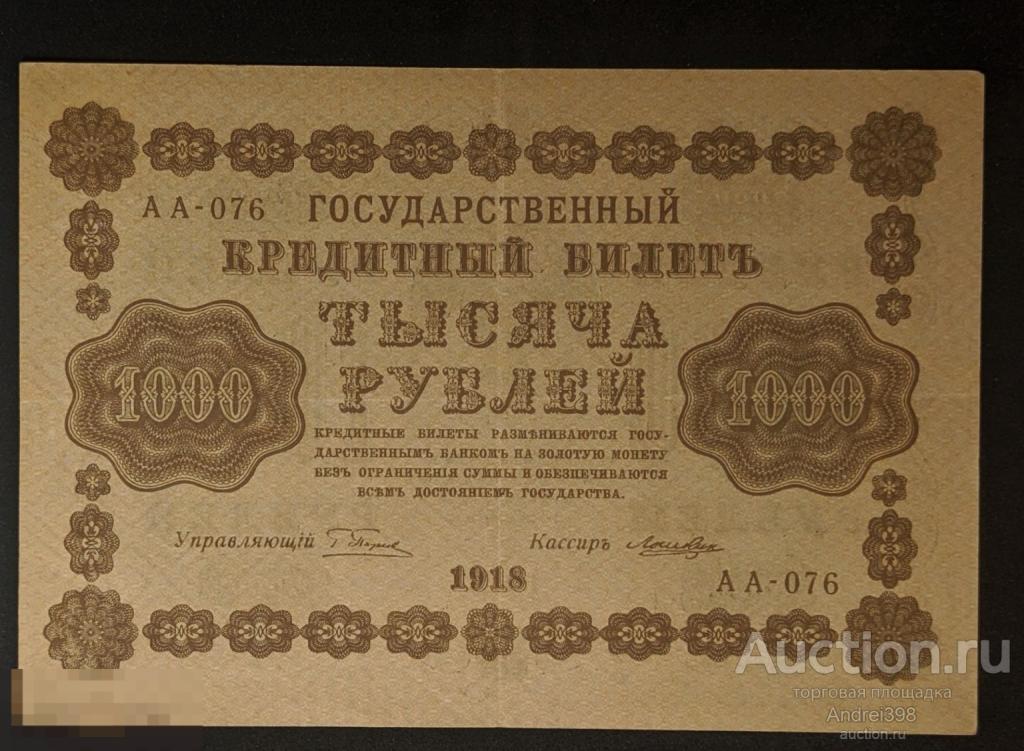 АА-076 ГОСУДАРСТВЕННЫЙ
КРЕДИТНЫЙ БИЛЕТЪ
ТЫСЯЧА
РУБЛЕЙ
1000 1000
КРЕДИТНЫЕ БИЛЕТЫ РАЗМѢНИВАЮТСЯ ГОСУ-
ДАРСТВЕННЫМЪ БАНКОМЪ НА ЗОЛОТУЮ МОНЕТУ
БЕЗЪ ОГРАНИЧЕНІЯ СУММЫ И ОБЕЗПЕЧИВАЮТСЯ
ВСѢМЪ ДОСТОЯНІЕМЪ ГОСУДАРСТВА.
Управляющій Кассиръ
1918
АА-076
Auction.ru
торговая площадка
Andrei398
auction.ru